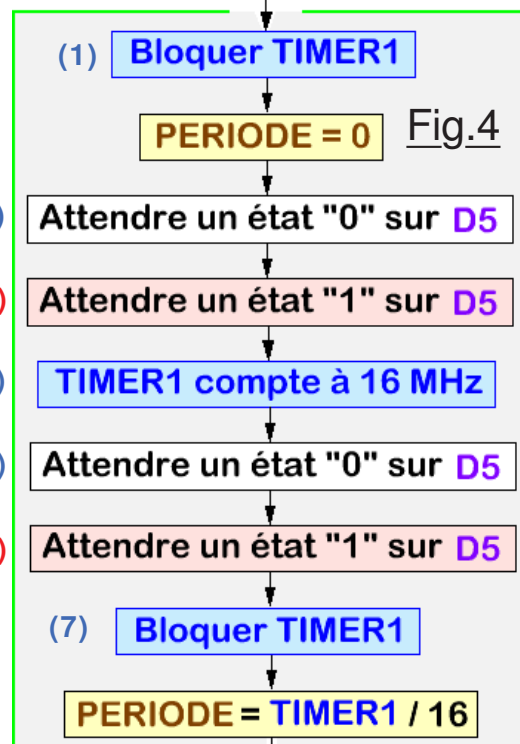 (1) Bloquer TIMER1
PERIODE = 0
Fig.4
) Attendre un état "0" sur D5
) Attendre un état "1" sur D5
) TIMER1 compte à 16 MHz
) Attendre un état "0" sur D5
) Attendre un état "1" sur D5
(7) Bloquer TIMER1
PERIODE = TIMER1 / 16